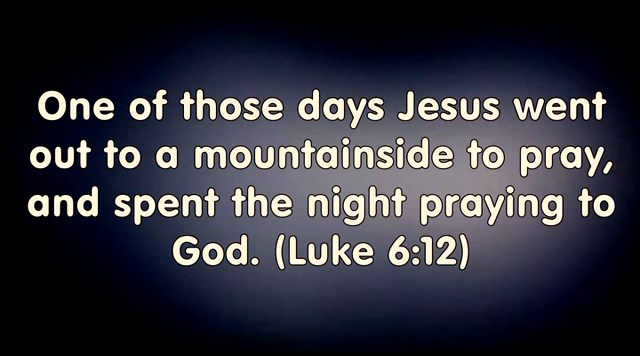 One of those days Jesus went
out to a mountainside to pray,
and spent the night praying to
God. (Luke 6:12)